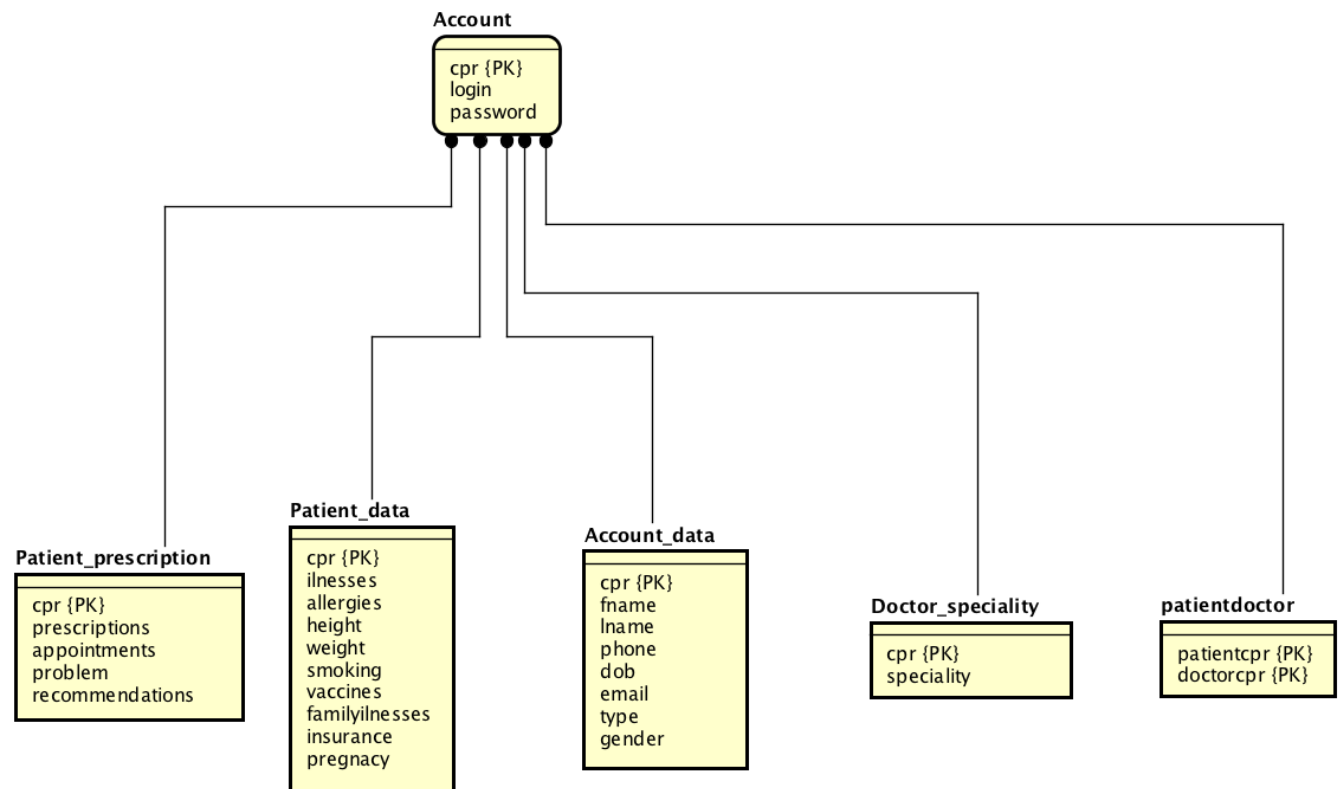 Account
cpr {PK}
login
password
Patient_prescription
cpr {PK}
prescriptions
appointments
problem
recommendations
Patient_data
cpr {PK}
ilnesses
allergies
height
weight
smoking
vaccines
familyilnesses
insurance
pregnacy
Account_data
cpr {PK}
fname
lname
phone
dob
email
type
gender
Doctor_speciality
cpr {PK}
speciality
patientdoctor
patientcpr {PK}
doctorcpr {PK}